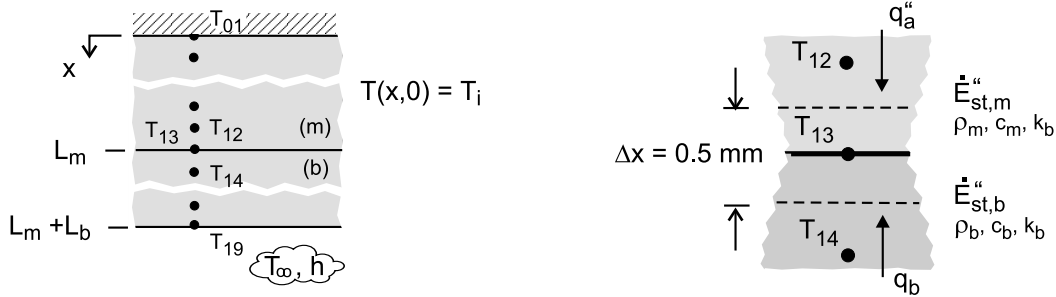 T01
x
T(x,0) = Ti
T13 T12 (m)
Lm
(b)
T14
Lm +Lb
T19
T∞, h
q"a
T12
Ė"st,m
ρm, cm, kb
T13
Δx = 0.5 mm
Ė"st,b
ρb, cb, kb
T14
qb